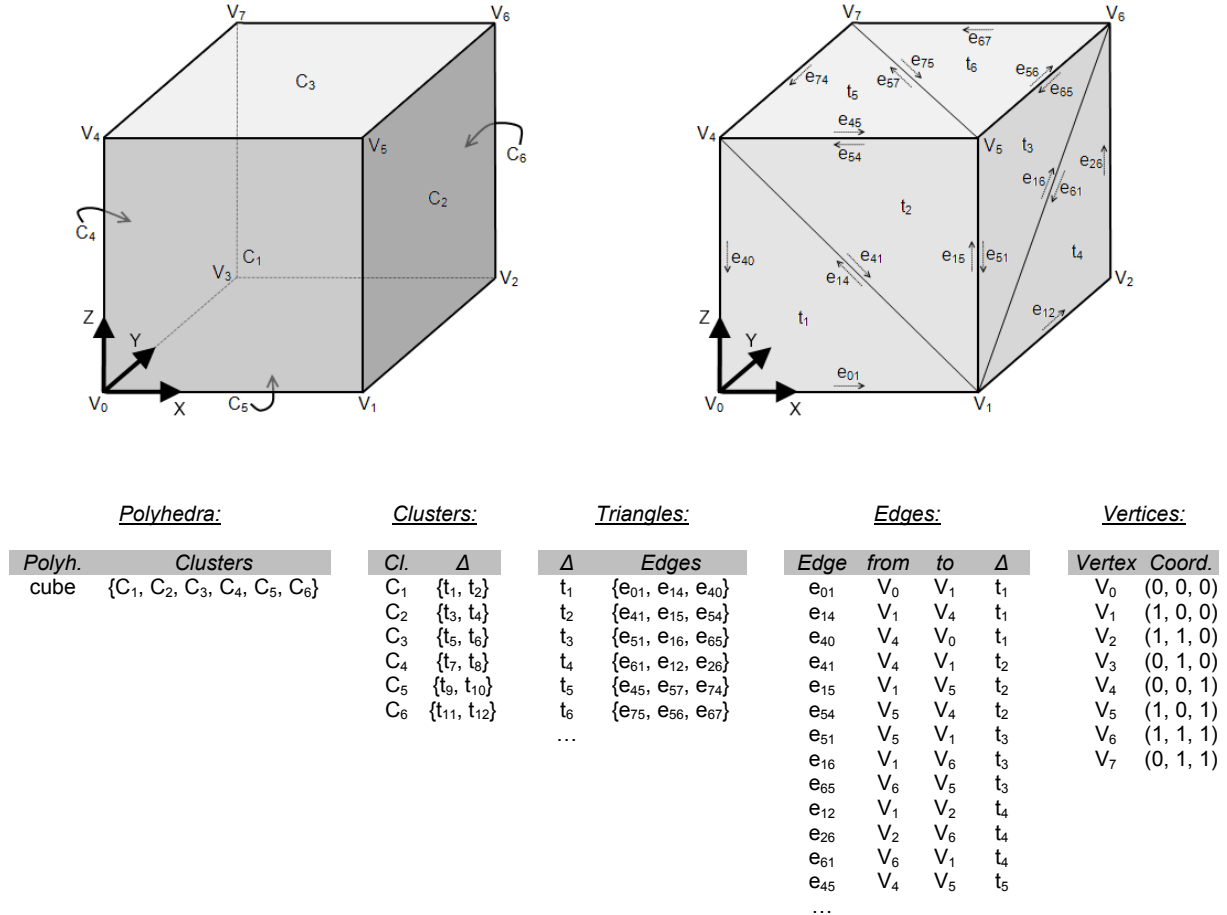 V₇ V₆
C₃
V₄ V₅
C₆
C₂
C₄
C₁
V₃ V₂
Z
Y
X
V₀ C₅ V₁
V₇ V₆
e₆₇
e₇₅ t₆
e₅₆
e₇₄ e₅₇ e₆₅
t₅
e₄₅
V₄ V₅
e₅₄ t₃
e₂₆
e₁₆ e₆₁
t₂
e₄₀ e₄₁ e₁₅ e₅₁ t₄
e₁₄ V₂
t₁ e₁₂
Z
Y
e₀₁
V₀ X V₁
Polyhedra: Clusters: Triangles: Edges: Vertices:
Polyh. Clusters Cl. Δ Δ Edges Edge from to Δ Vertex Coord.
cube {C₁, C₂, C₃, C₄, C₅, C₆} C₁ {t₁, t₂} t₁ {e₀₁, e₁₄, e₄₀} e₀₁ V₀ V₁ t₁ V₀ (0, 0, 0)
C₂ {t₃, t₄} t₂ {e₄₁, e₁₅, e₅₄} e₁₄ V₁ V₄ t₁ V₁ (1, 0, 0)
C₃ {t₅, t₆} t₃ {e₅₁, e₁₆, e₆₅} e₄₀ V₄ V₀ t₁ V₂ (1, 1, 0)
C₄ {t₇, t₈} t₄ {e₆₁, e₁₂, e₂₆} e₄₁ V₄ V₁ t₂ V₃ (0, 1, 0)
C₅ {t₉, t₁₀} t₅ {e₄₅, e₅₇, e₇₄} e₁₅ V₁ V₅ t₂ V₄ (0, 0, 1)
C₆ {t₁₁, t₁₂} t₆ {e₇₅, e₅₆, e₆₇} e₅₄ V₅ V₄ t₂ V₅ (1, 0, 1)
… e₅₁ V₅ V₁ t₃ V₆ (1, 1, 1)
e₁₆ V₁ V₆ t₃ V₇ (0, 1, 1)
e₆₅ V₆ V₅ t₃
e₁₂ V₁ V₂ t₄
e₂₆ V₂ V₆ t₄
e₆₁ V₆ V₁ t₄
e₄₅ V₄ V₅ t₅
…